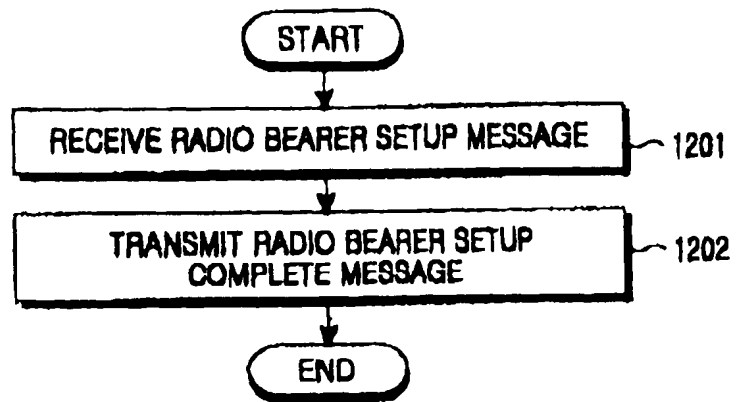 START
RECEIVE RADIO BEARER SETUP MESSAGE
1201
TRANSMIT RADIO BEARER SETUP
COMPLETE MESSAGE
1202
END